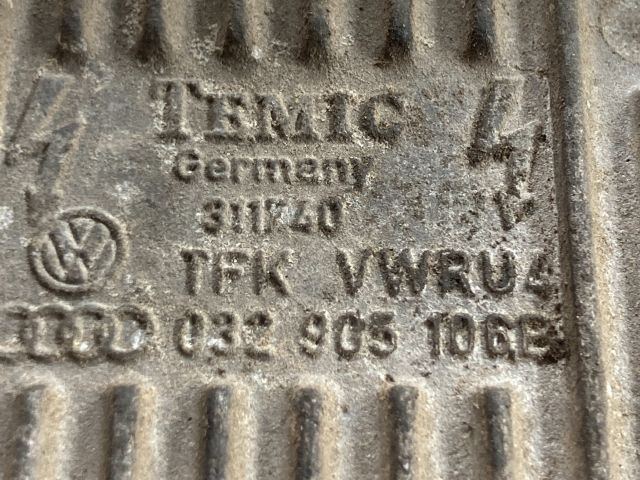 TEMIC
Germany
311740
TFK VWRU4
032 905 106E